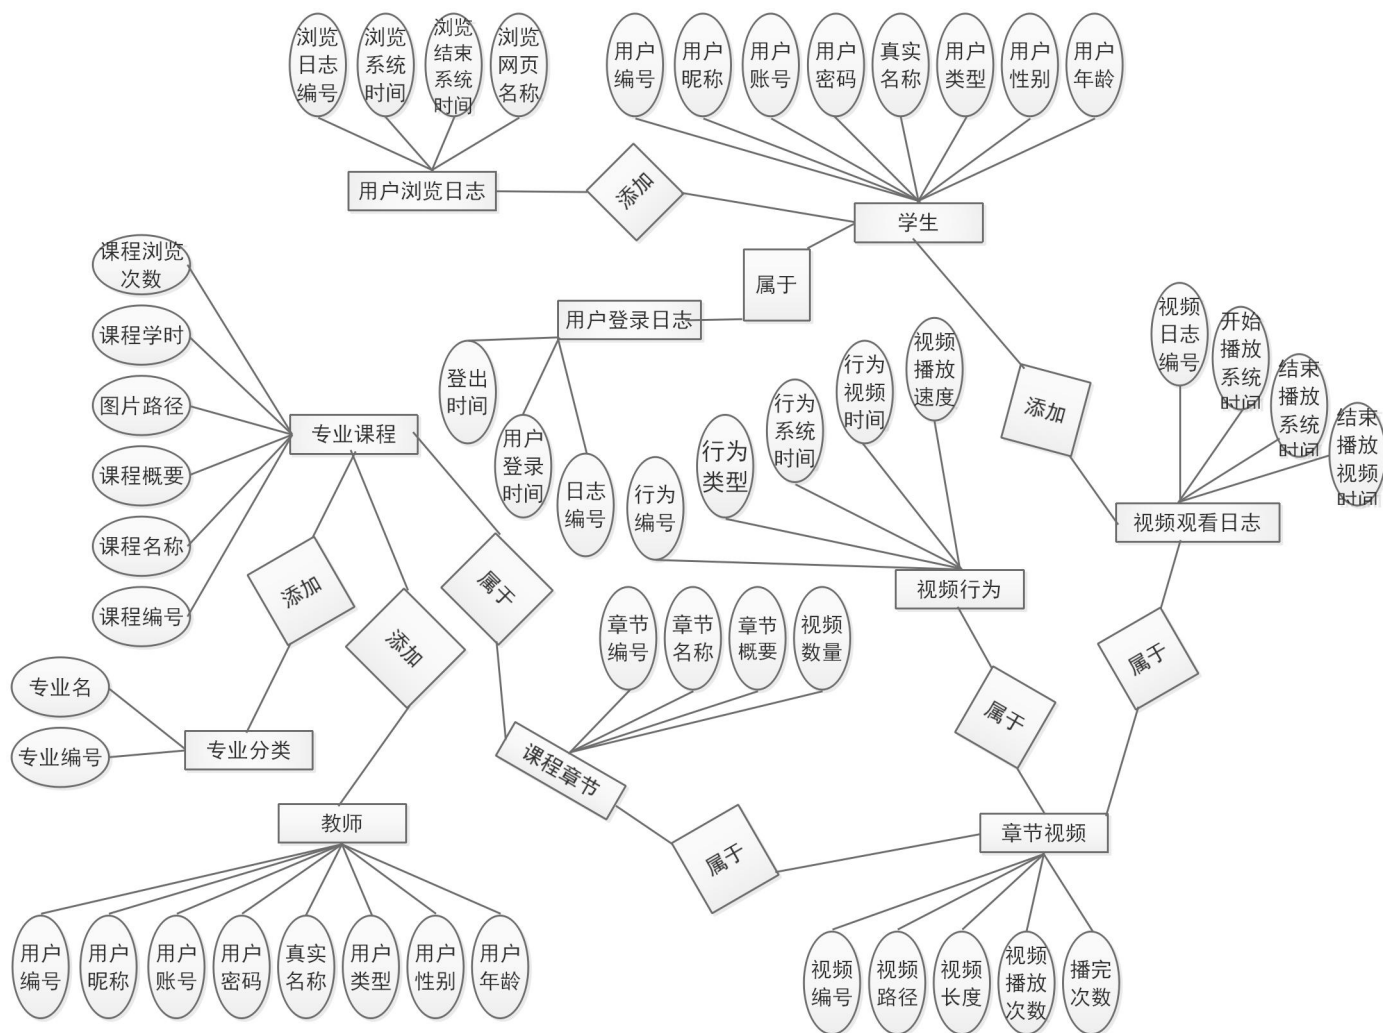 浏览
日志
编号
浏览
系统
时间
浏览
结束
系统
时间
浏览
网页
名称
用户
编号
用户
昵称
用户
账号
用户
密码
真实
名称
用户
类型
用户
性别
用户
年龄
用户浏览日志
添加
学生
属于
用户登录日志
课程浏览
次数
课程学时
图片路径
课程概要
课程名称
课程编号
专业课程
登出
时间
用户
登录
时间
日志
编号
行为
编号
行为
类型
行为
系统
时间
行为
视频
时间
视频
播放
速度
添加
视频
日志
编号
开始
播放
系统
时间
结束
播放
系统
时间
结束
播放
视频
时间
视频观看日志
添加
添加
属于
章节
编号
章节
名称
章节
概要
视频
数量
视频行为
属于
属于
专业名
专业编号
专业分类
课程章节
教师
属于
章节视频
用户
编号
用户
昵称
用户
账号
用户
密码
真实
名称
用户
类型
用户
性别
用户
年龄
视频
编号
视频
路径
视频
长度
视频
播放
次数
播完
次数